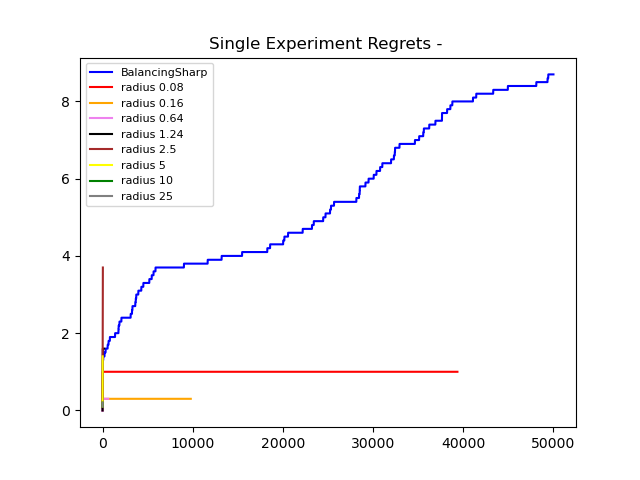 Single Experiment Regrets -
BalancingSharp
radius 0.08
radius 0.16
radius 0.64
radius 1.24
radius 2.5
radius 5
radius 10
radius 25
8
6
4
2
0
0 10000 20000 30000 40000 50000